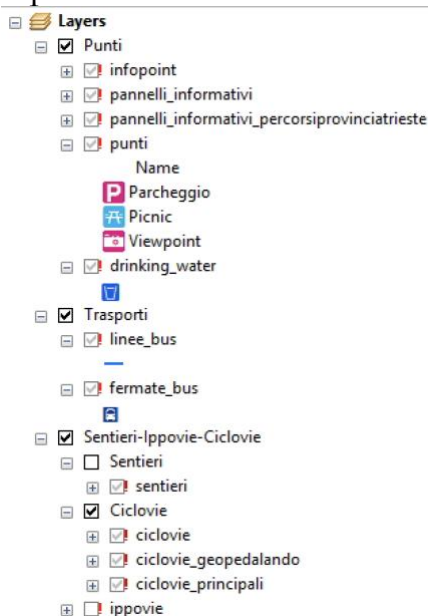 Layers
Punti
infopoint
pannelli_informativi
pannelli_informativi_percorsiprovinciatrieste
punti
Name
P Parcheggio
Picnic
Viewpoint
drinking_water
Trasporti
linee_bus
fermate_bus
Sentieri-Ippovie-Ciclovie
Sentieri
sentieri
Ciclovie
ciclovie
ciclovie_geopedalando
ciclovie_principali
ippovie